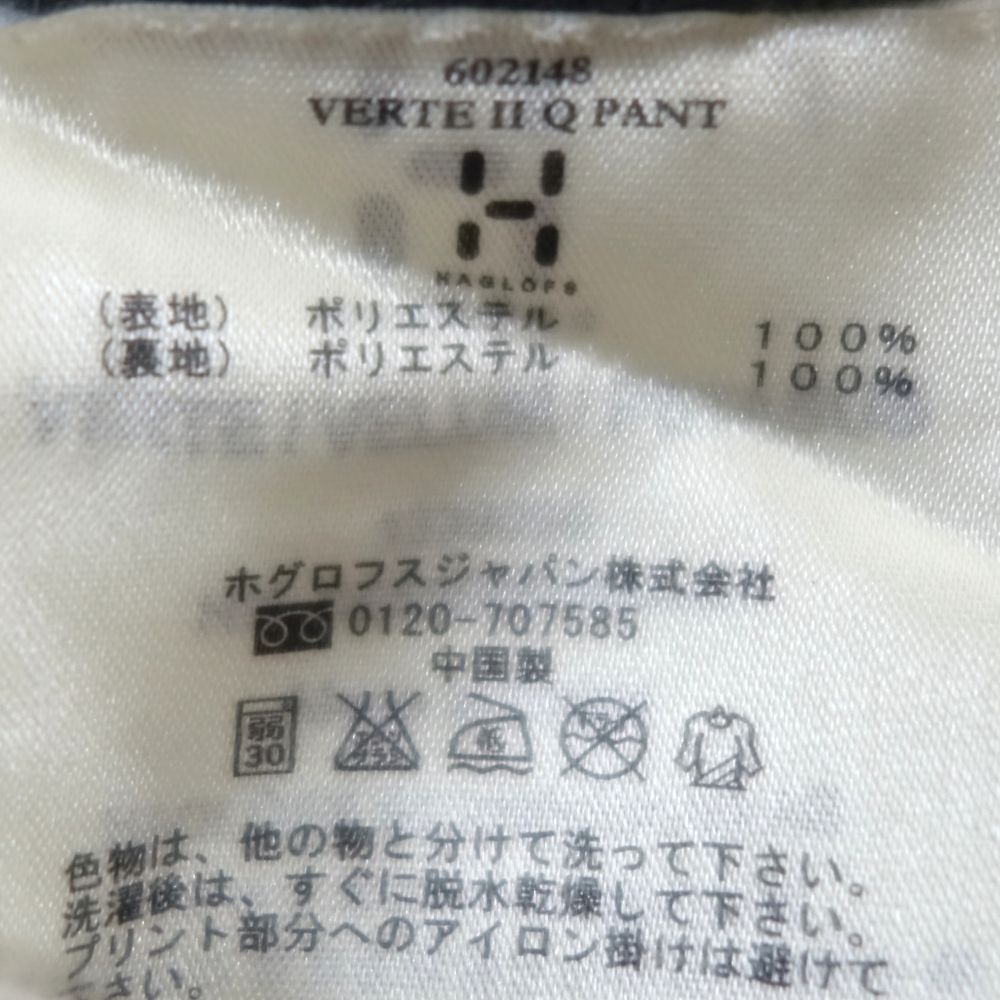 602148
VERTE II Q PANT
HAGLÖFS
(表地) ポリエステル 100%
(裏地) ポリエステル 100%
ホグロフスジャパン株式会社
0120-707585
中国製
弱
30
色物は、他の物と分けて洗って下さい。
洗濯後は、すぐに脱水乾燥して下さい。
プリント部分へのアイロン掛けは避けて
下さい。